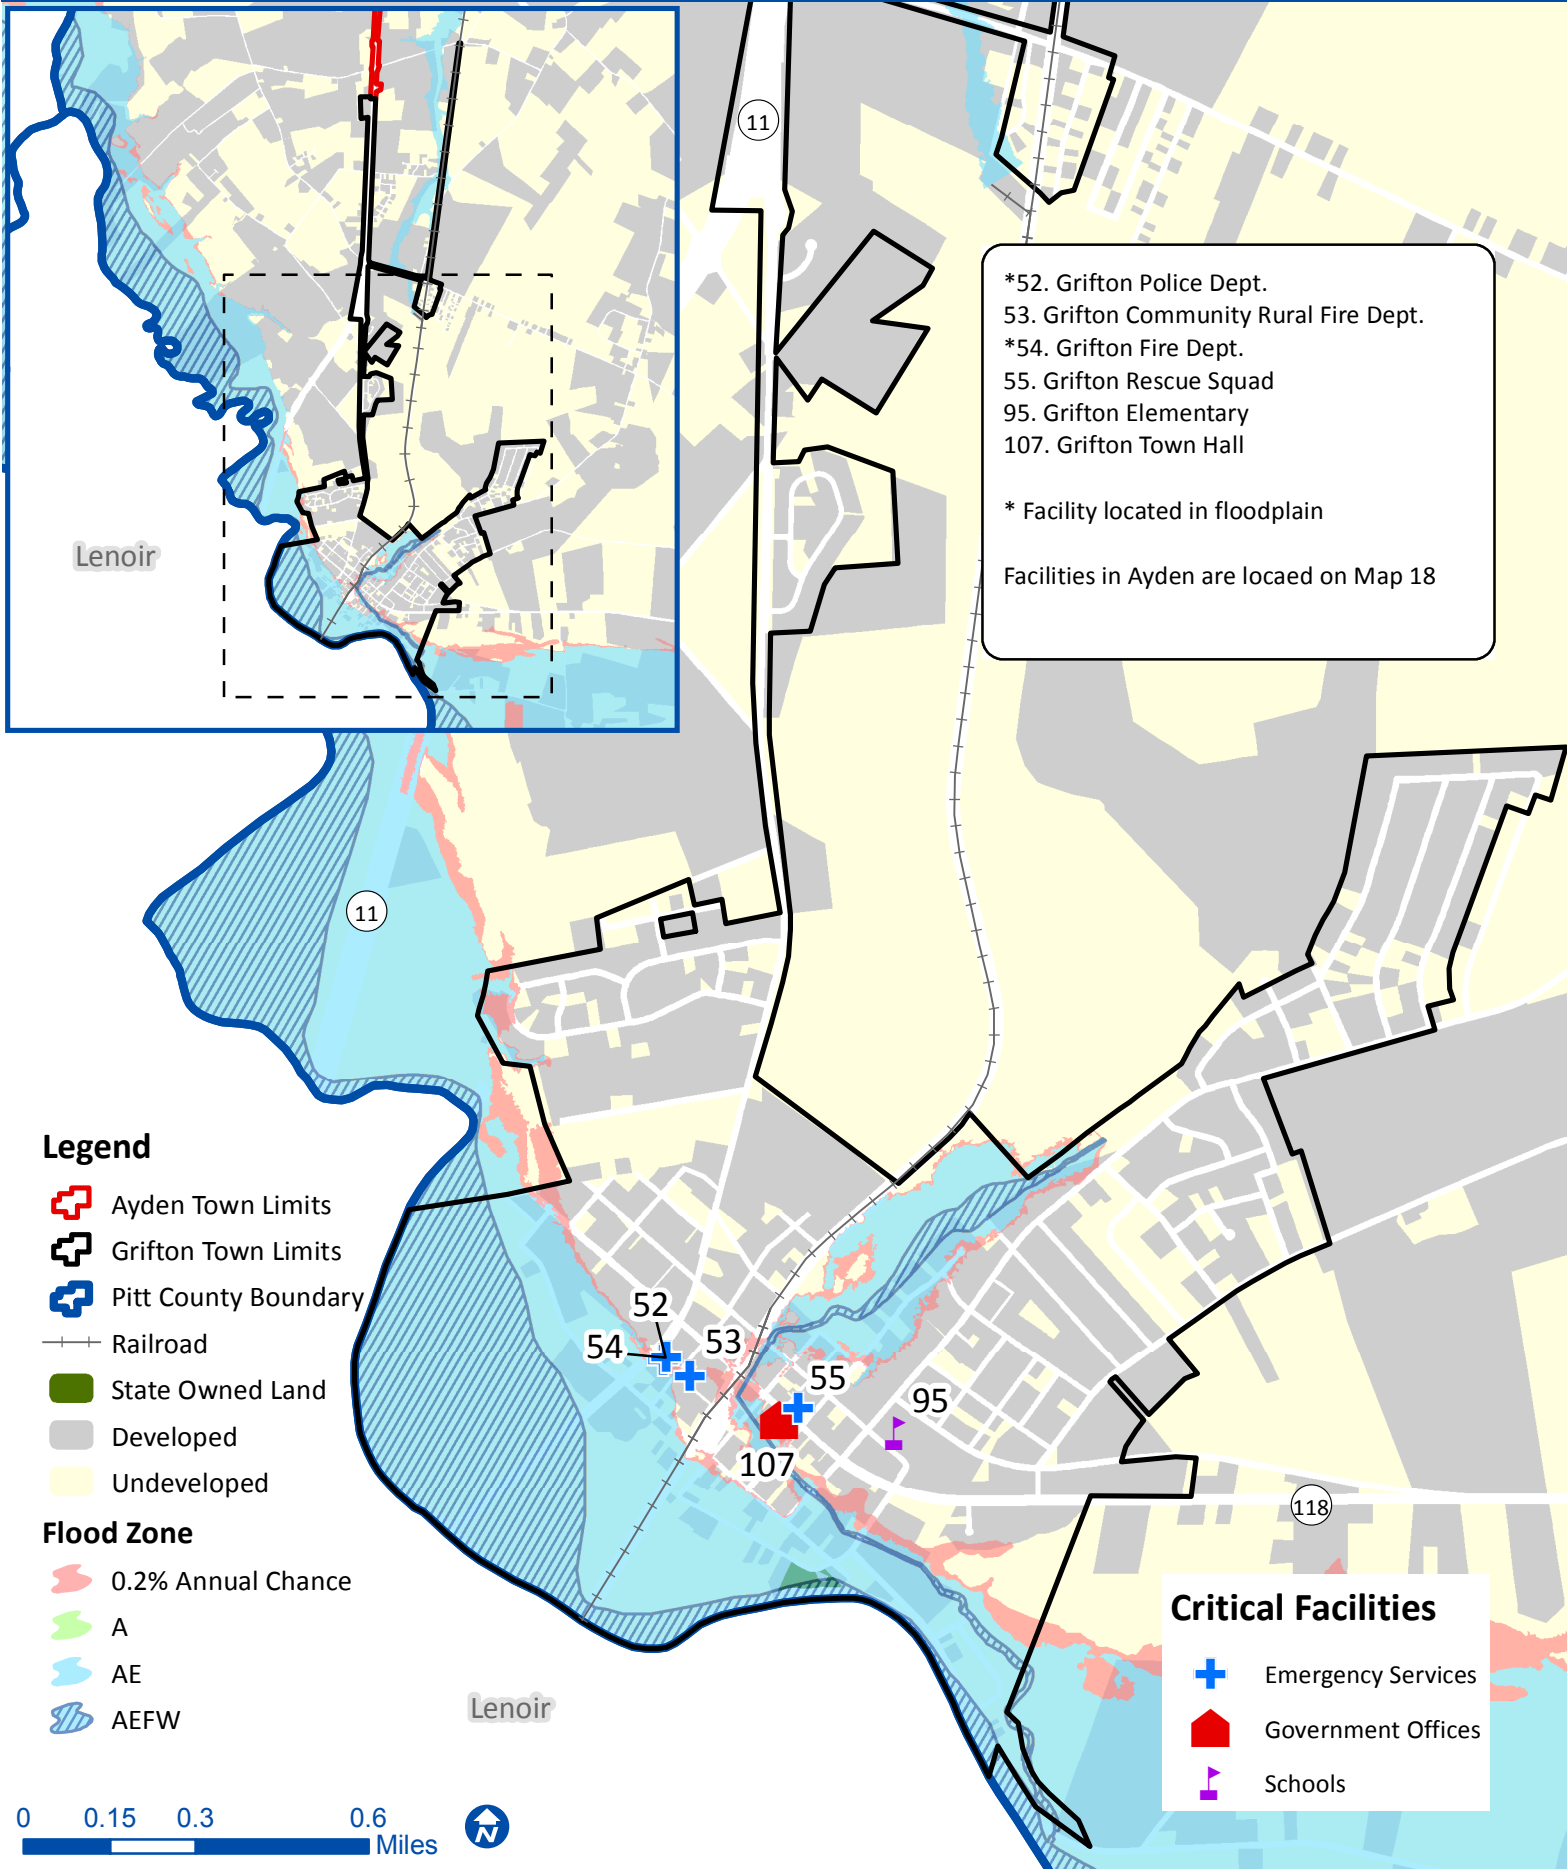 11
*52. Grifton Police Dept.
53. Grifton Community Rural Fire Dept.
*54. Grifton Fire Dept.
55. Grifton Rescue Squad
95. Grifton Elementary
107. Grifton Town Hall
* Facility located in floodplain
Facilities in Ayden are locaed on Map 18
Lenoir
11
52
54
53
55
95
107
118
Legend
Ayden Town Limits
Grifton Town Limits
Pitt County Boundary
Railroad
State Owned Land
Developed
Undeveloped
Flood Zone
0.2% Annual Chance
A
AE
AEFW
Lenoir
Critical Facilities
Emergency Services
Government Offices
Schools
0 0.15 0.3 0.6
Miles
N